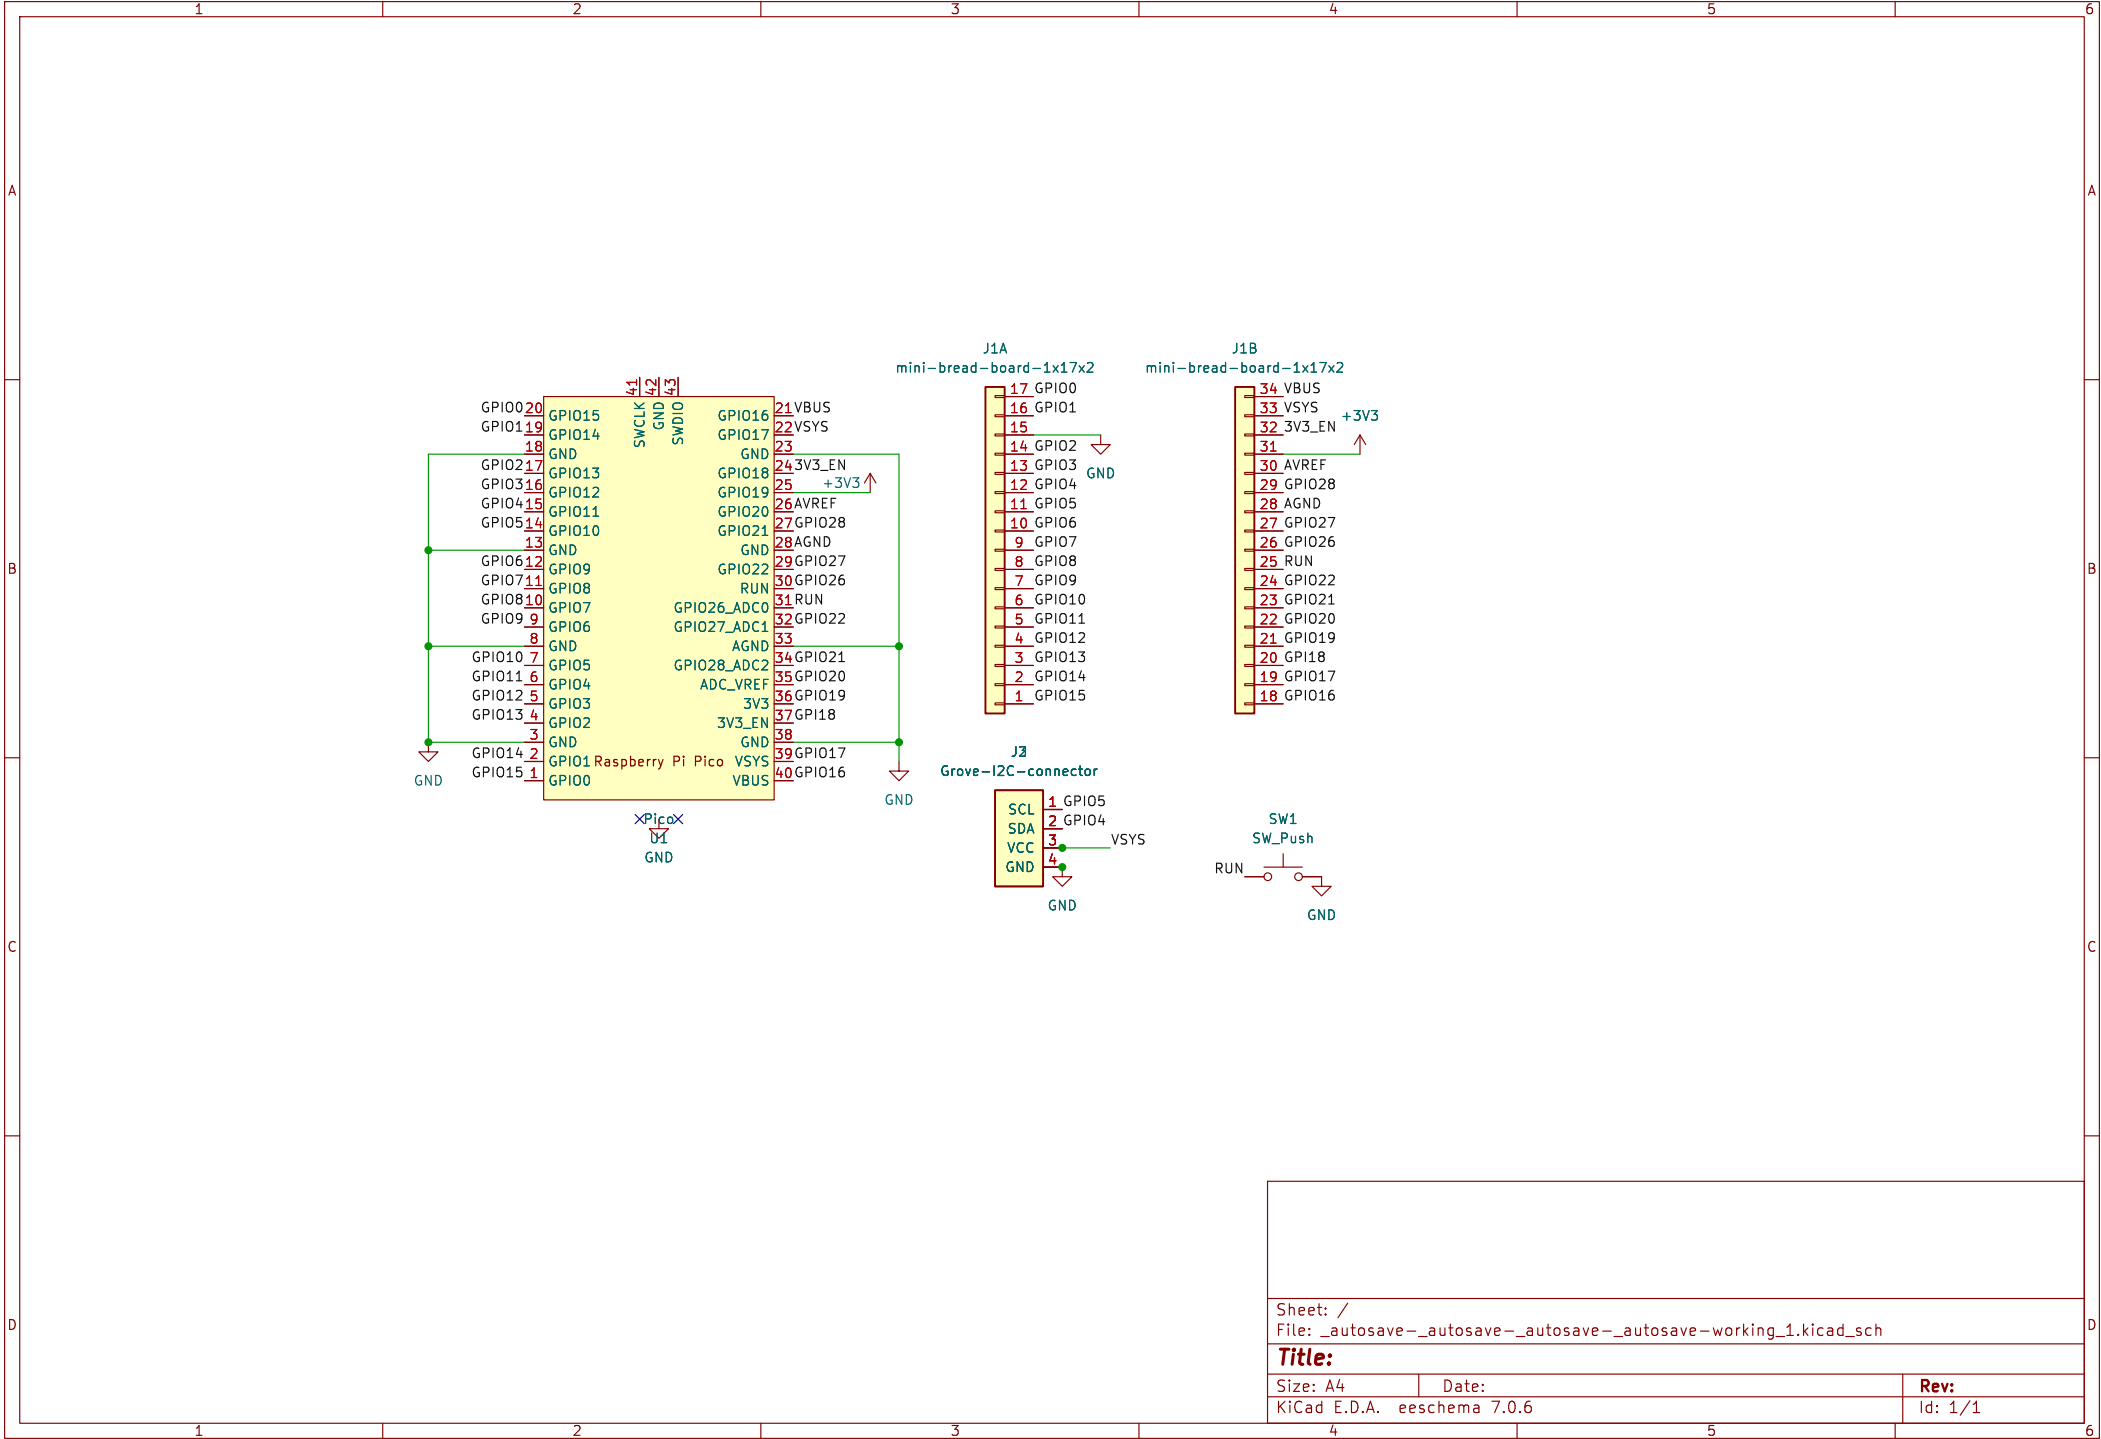 1 2 3 4 5 6
A A
B B
C C
D D
J1A
mini-bread-board-1x17x2
17 GPIO0
16 GPIO1
15
14 GPIO2
13 GPIO3
12 GPIO4
11 GPIO5
10 GPIO6
9 GPIO7
8 GPIO8
7 GPIO9
6 GPIO10
5 GPIO11
4 GPIO12
3 GPIO13
2 GPIO14
1 GPIO15
GND
J1B
mini-bread-board-1x17x2
34 VBUS
33 VSYS
32 3V3_EN
31
30 AVREF
29 GPIO28
28 AGND
27 GPIO27
26 GPIO26
25 RUN
24 GPIO22
23 GPIO21
22 GPIO20
21 GPIO19
20 GPI18
19 GPIO17
18 GPIO16
+3V3
41 42 43
SWCLK
GND
SWDIO
GPIO0 20 GPIO15
GPIO1 19 GPIO14
18 GND
GPIO2 17 GPIO13
GPIO3 16 GPIO12
GPIO4 15 GPIO11
GPIO5 14 GPIO10
13 GND
GPIO6 12 GPIO9
GPIO7 11 GPIO8
GPIO8 10 GPIO7
GPIO9 9 GPIO6
8 GND
GPIO10 7 GPIO5
GPIO11 6 GPIO4
GPIO12 5 GPIO3
GPIO13 4 GPIO2
3 GND
GPIO14 2 GPIO1
GPIO15 1 GPIO0
GND
GPIO16 21 VBUS
GPIO17 22 VSYS
GND 23
GPIO18 24 3V3_EN
GPIO19 25 +3V3
GPIO20 26 AVREF
GPIO21 27 GPIO28
GND 28 AGND
GPIO22 29 GPIO27
RUN 30 GPIO26
GPIO26_ADC0 31 RUN
GPIO27_ADC1 32 GPIO22
AGND 33
GPIO28_ADC2 34 GPIO21
ADC_VREF 35 GPIO20
3V3 36 GPIO19
3V3_EN 37 GPI18
GND 38
VSYS 39 GPIO17
VBUS 40 GPIO16
GND
Raspberry Pi Pico
Pico
U1
GND
Grove-I2C-connector
SCL 1 GPIO5
SDA 2 GPIO4
VCC 3 VSYS
GND 4
GND
SW1
SW_Push
RUN
GND
Sheet: /
File: _autosave-_autosave-_autosave-_autosave-working_1.kicad_sch
Title:
Size: A4 Date: Rev:
KiCad E.D.A. eeschema 7.0.6 Id: 1/1
1 2 3 4 5 6